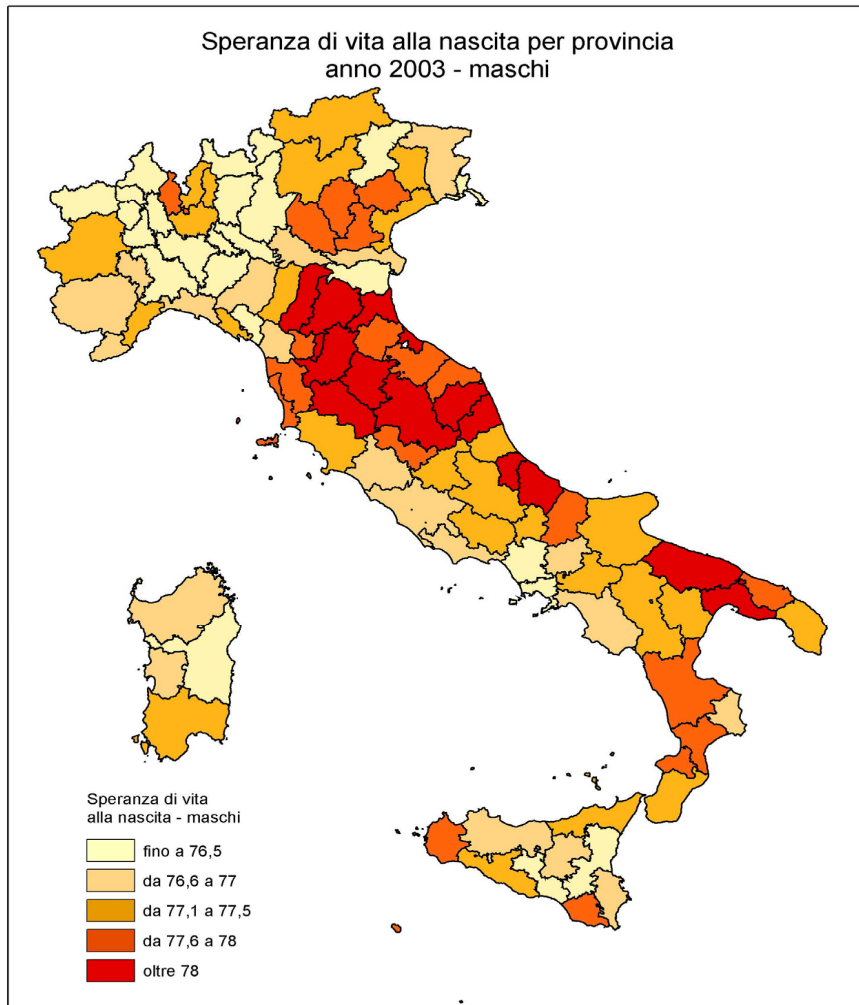 Speranza di vita alla nascita per provincia
anno 2003 - maschi
Speranza di vita
alla nascita - maschi
fino a 76,5
da 76,6 a 77
da 77,1 a 77,5
da 77,6 a 78
oltre 78